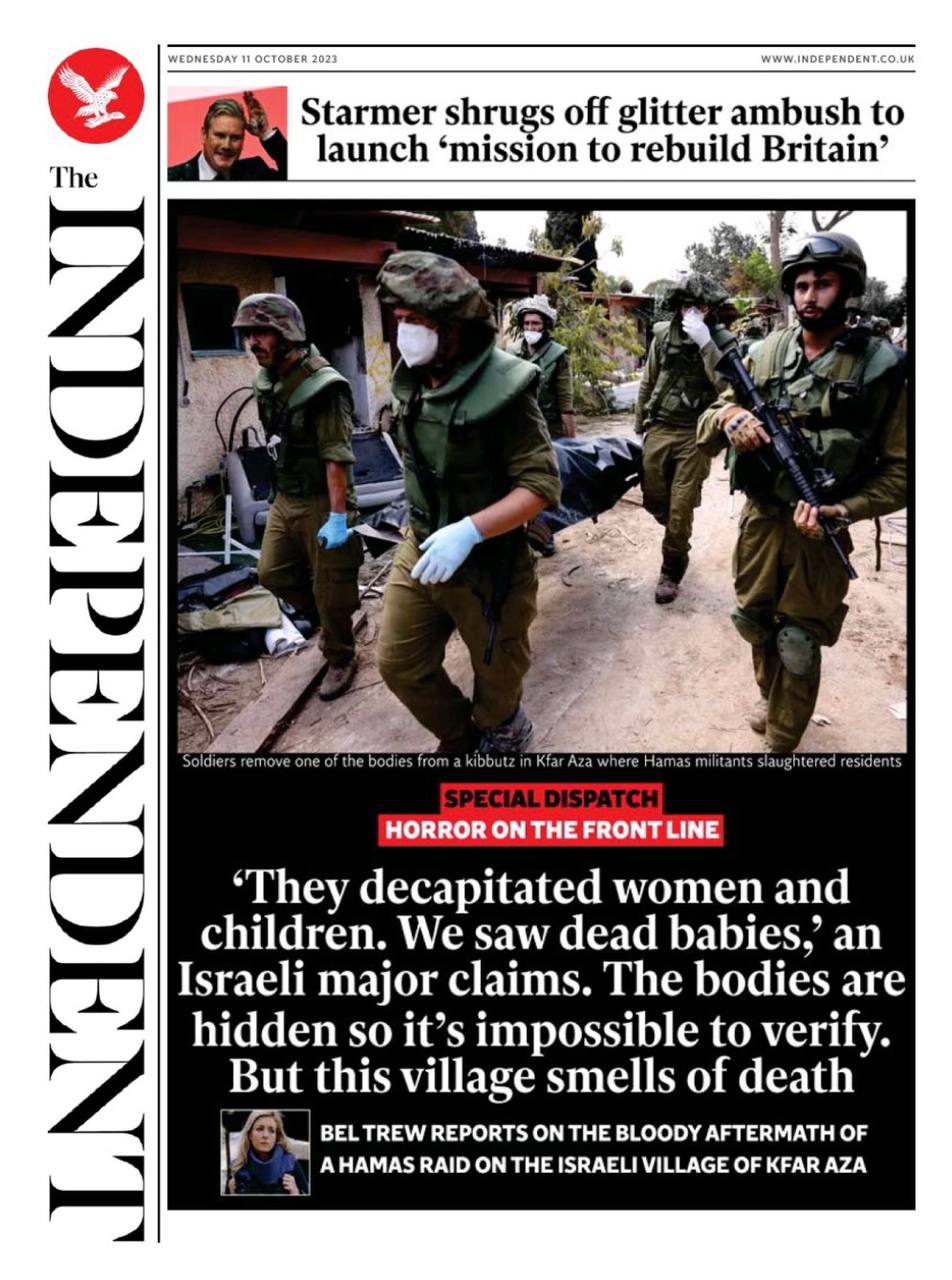 The
INDEPENDENT
WEDNESDAY 11 OCTOBER 2023
WWW.INDEPENDENT.CO.UK
Starmer shrugs off glitter ambush to
launch ‘mission to rebuild Britain’
Soldiers remove one of the bodies from a kibbutz in Kfar Aza where Hamas militants slaughtered residents
SPECIAL DISPATCH
HORROR ON THE FRONT LINE
‘They decapitated women and
children. We saw dead babies,’ an
Israeli major claims. The bodies are
hidden so it’s impossible to verify.
But this village smells of death
BEL TREW REPORTS ON THE BLOODY AFTERMATH OF
A HAMAS RAID ON THE ISRAELI VILLAGE OF KFAR AZA